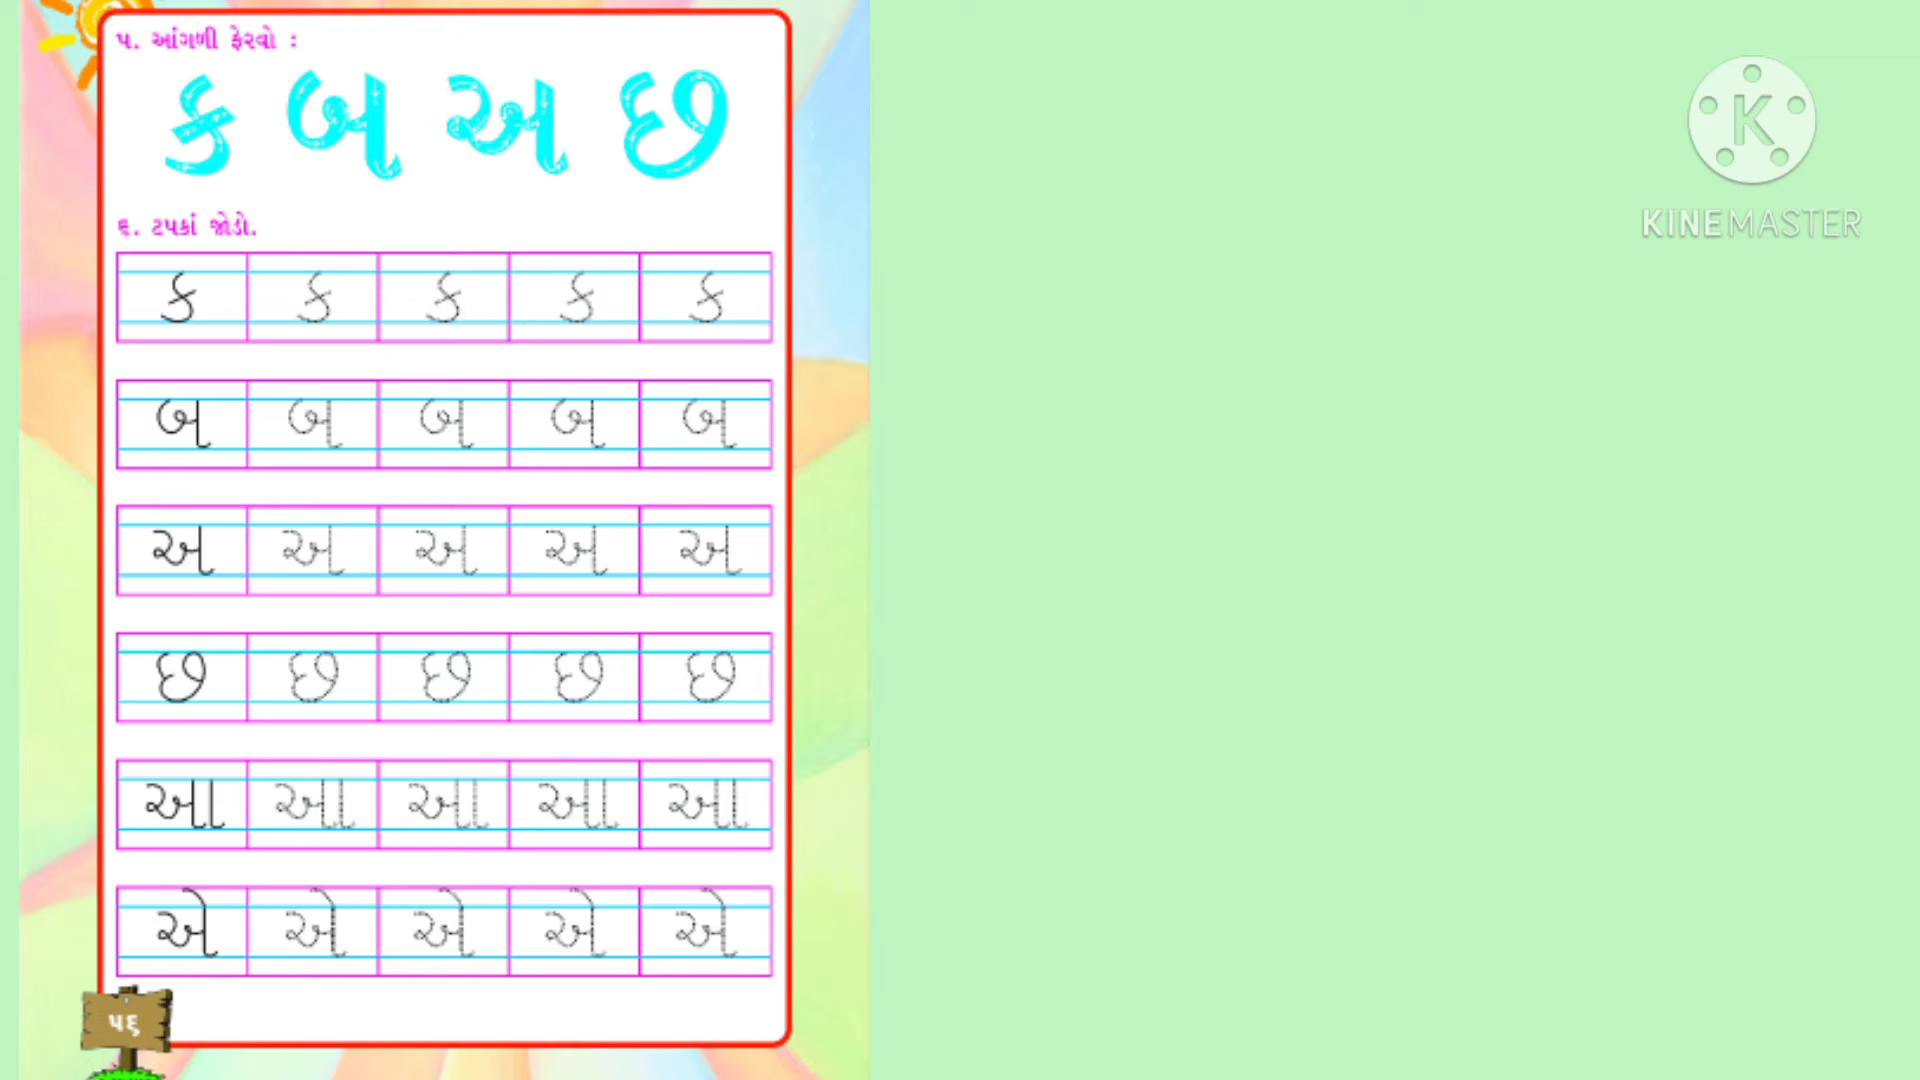 ૫. આંગળી ફેરવો :
ક બ અ છ
૬. ટપકાં જોડો.
ક ક ક ક ક
બ બ બ બ બ
અ અ અ અ અ
છ છ છ છ છ
આ આ આ આ આ
એ એ એ એ એ
૫૬
K
KINEMASTER